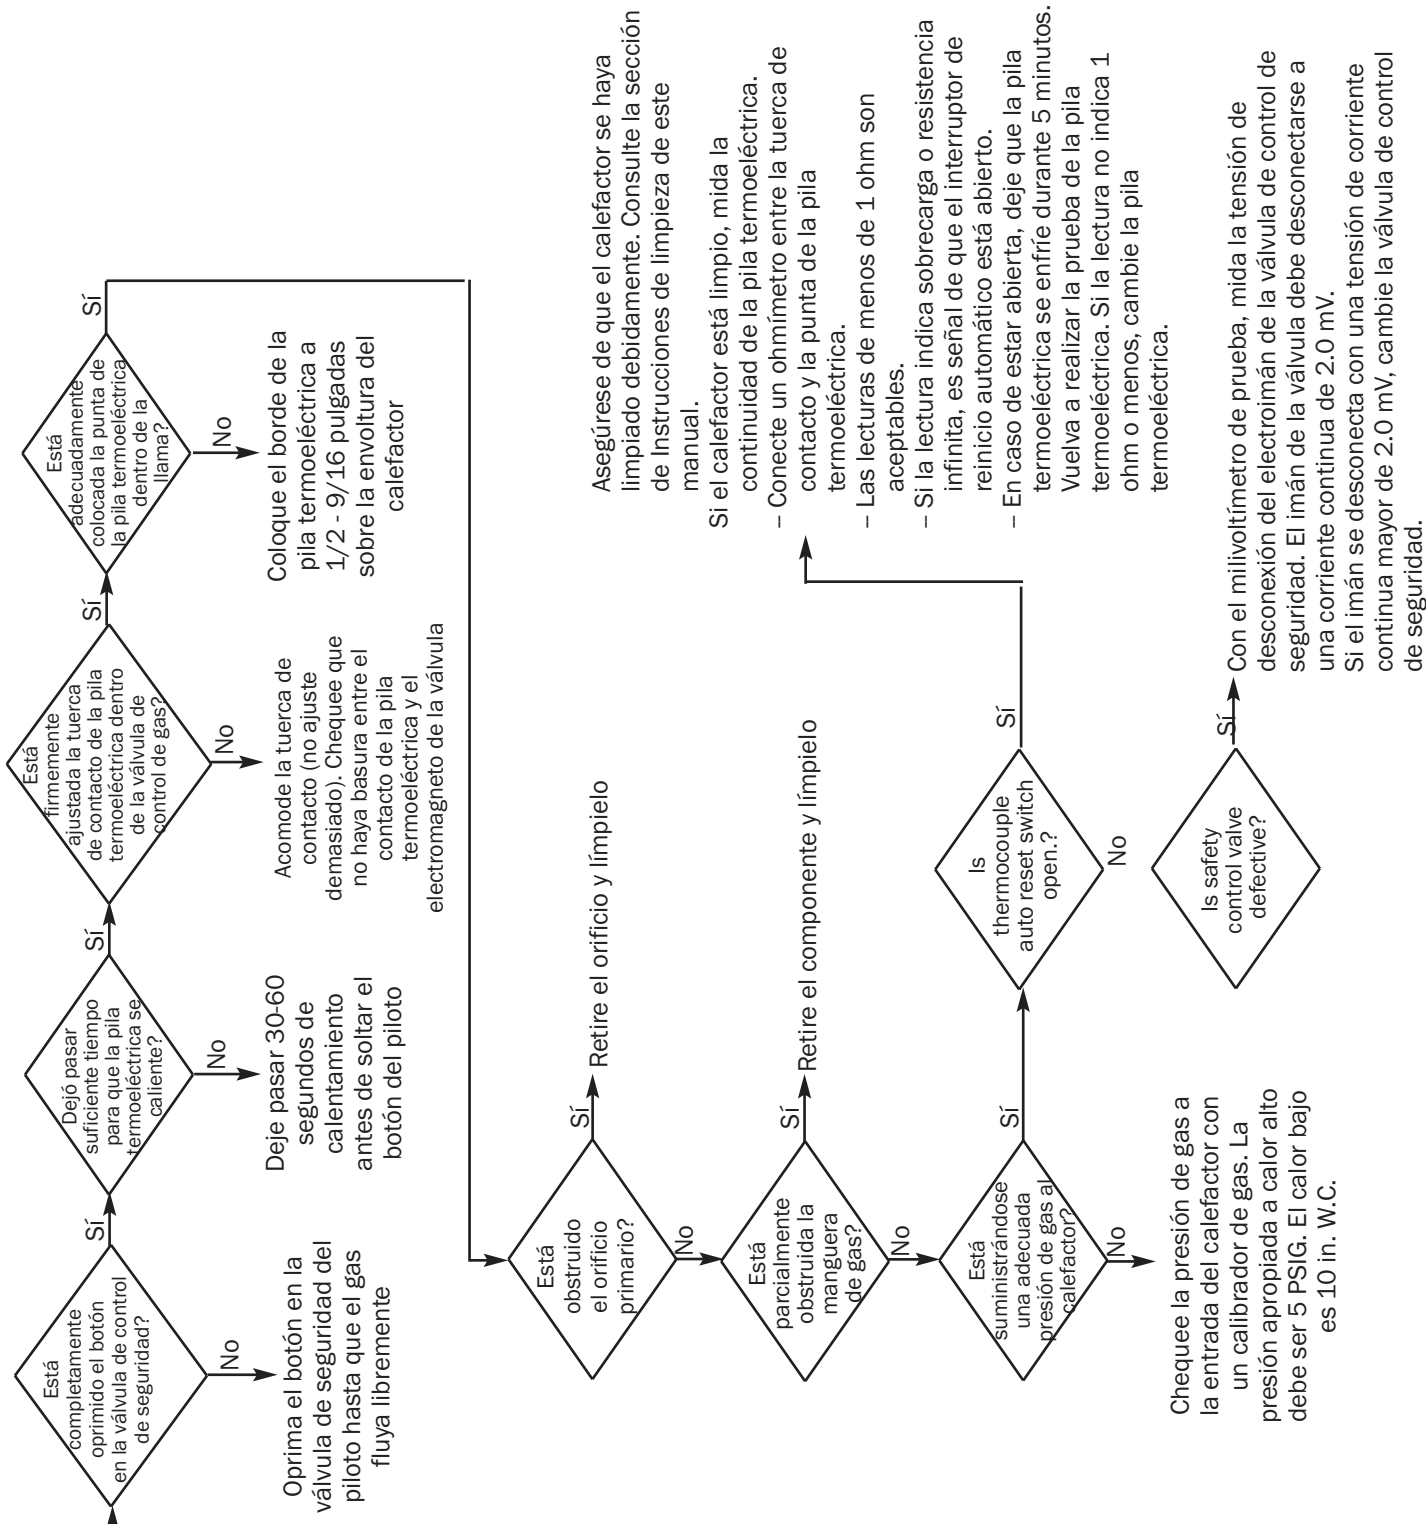 Está
completamente
oprimido el botón
en la válvula de control
de seguridad?
Sí
No
Oprima el botón en la
válvula de seguridad del
piloto hasta que el gas
fluya libremente
Dejó pasar
suficiente tiempo
para que la pila
termoeléctrica se
caliente?
Sí
No
Deje pasar 30-60
segundos de
calentamiento
antes de soltar el
botón del piloto
Está
firmemente
ajustada la tuerca
de contacto de la pila
termoeléctrica dentro
de la válvula de
control de gas?
Sí
No
Acomode la tuerca de
contacto (no ajuste
demasiado). Chequee que
no haya basura entre el
contacto de la pila
termoeléctrica y el
electromagneto de la válvula
Está
adecuadamente
colocada la punta de
la pila termoeléctrica
dentro de la
llama?
Sí
No
Coloque el borde de la
pila termoeléctrica a
1/2 - 9/16 pulgadas
sobre la envoltura del
calefactor
Está
obstruido
el orificio
primario?
Sí
Retire el orificio y límpielo
No
Está
parcialmente
obstruida la
manguera
de gas?
Sí
Retire el componente y límpielo
No
Está
suministrándose
una adecuada
presión de gas al
calefactor?
Sí
No
Chequee la presión de gas a
la entrada del calefactor con
un calibrador de gas. La
presión apropiada a calor alto
debe ser 5 PSIG. El calor bajo
es 10 in. W.C.
Is
thermocouple
auto reset switch
open.?
Sí
No
Asegúrese de que el calefactor se haya
limpiado debidamente. Consulte la sección
de Instrucciones de limpieza de este
manual.
Si el calefactor está limpio, mida la
continuidad de la pila termoeléctrica.
– Conecte un ohmímetro entre la tuerca de
contacto y la punta de la pila
termoeléctrica.
– Las lecturas de menos de 1 ohm son
aceptables.
– Si la lectura indica sobrecarga o resistencia
infinita, es señal de que el interruptor de
reinicio automático está abierto.
– En caso de estar abierta, deje que la pila
termoeléctrica se enfríe durante 5 minutos.
Vuelva a realizar la prueba de la pila
termoeléctrica. Si la lectura no indica 1
ohm o menos, cambie la pila
termoeléctrica.
Is safety
control valve
defective?
Sí
Con el milivoltímetro de prueba, mida la tensión de
desconexión del electroimán de la válvula de control de
seguridad. El imán de la válvula debe desconectarse a
una corriente continua de 2.0 mV.
Si el imán se desconecta con una tensión de corriente
continua mayor de 2.0 mV, cambie la válvula de control
de seguridad.